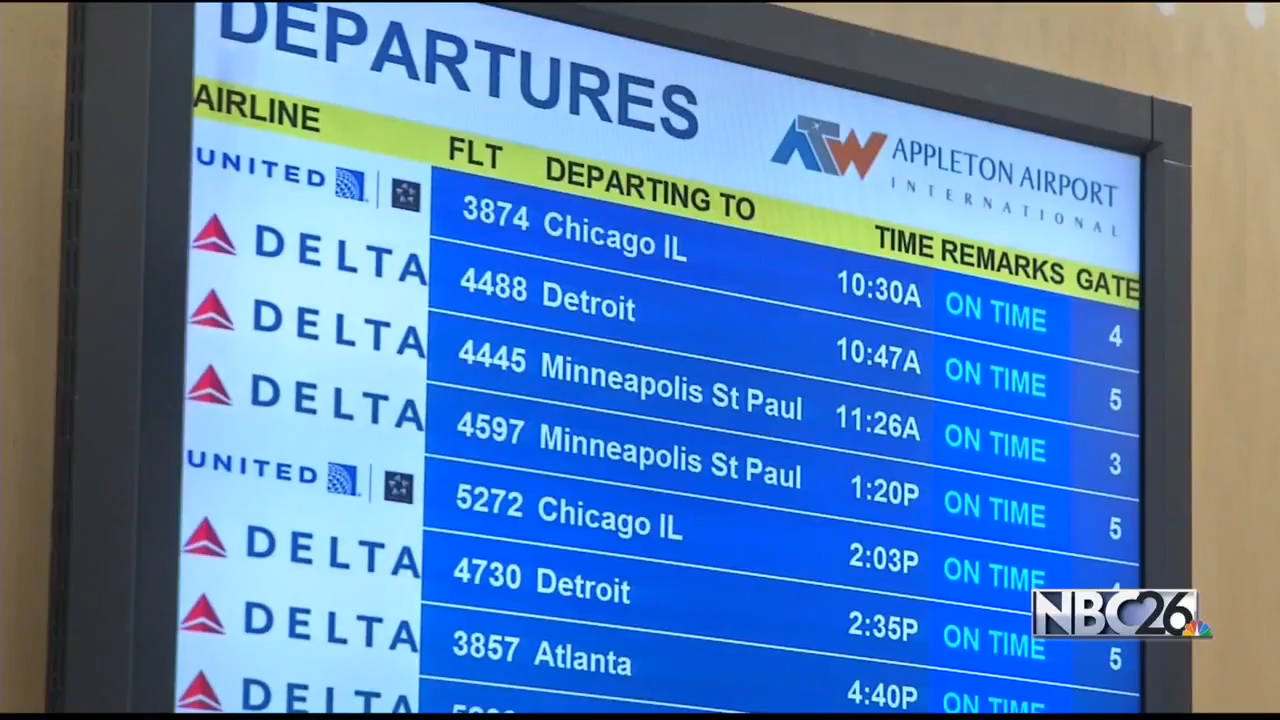 DEPARTURES
ATW APPLETON AIRPORT
INTERNATIONAL
AIRLINE FLT DEPARTING TO TIME REMARKS GATE
UNITED 3874 Chicago IL 10:30A ON TIME 4
DELTA 4488 Detroit 10:47A ON TIME 5
DELTA 4445 Minneapolis St Paul 11:26A ON TIME 3
DELTA 4597 Minneapolis St Paul 1:20P ON TIME 5
UNITED 5272 Chicago IL 2:03P ON TIME
DELTA 4730 Detroit 2:35P ON TIME 5
DELTA 3857 Atlanta 4:40P ON TIME
DELTA
NBC26